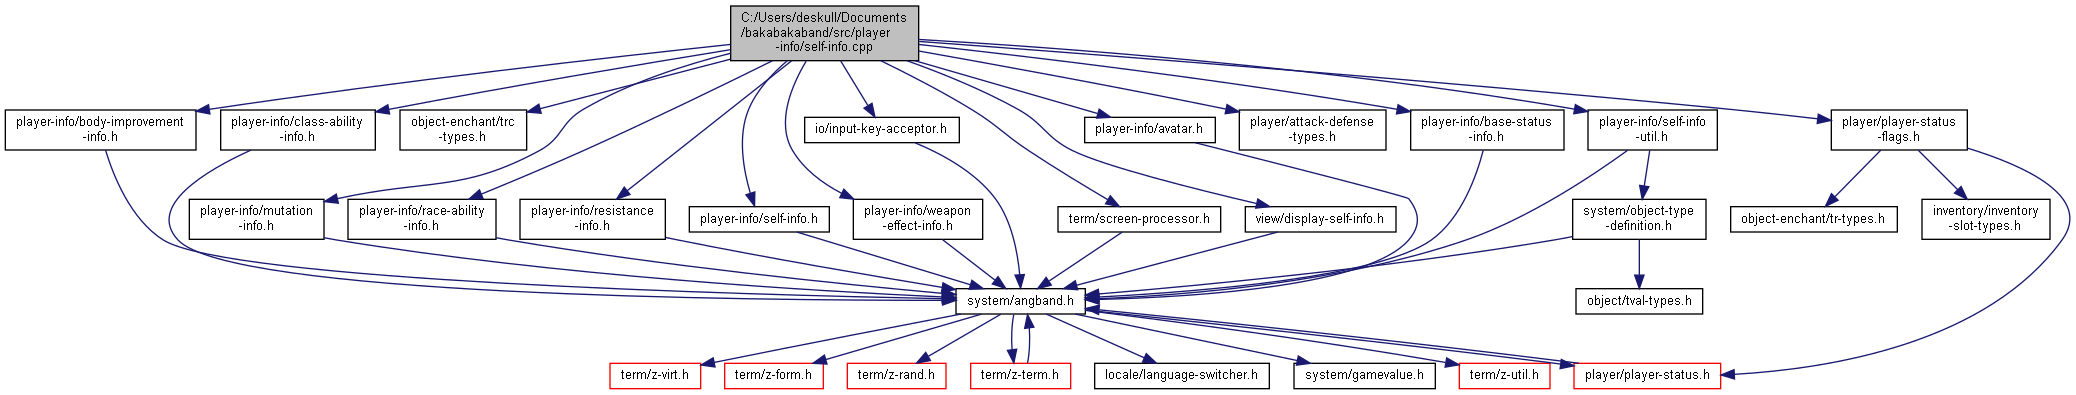 C:/Users/deskull/Documents
/bakabakaband/src/player
-info/self-info.cpp
player-info/body-improvement
-info.h
player-info/class-ability
-info.h
object-enchant/trc
-types.h
io/input-key-acceptor.h
player-info/avatar.h
player/attack-defense
-types.h
player-info/base-status
-info.h
player-info/self-info
-util.h
player/player-status
-flags.h
player-info/mutation
-info.h
player-info/race-ability
-info.h
player-info/resistance
-info.h
player-info/self-info.h
player-info/weapon
-effect-info.h
term/screen-processor.h
view/display-self-info.h
system/object-type
-definition.h
object-enchant/tr-types.h
inventory/inventory
-slot-types.h
system/angband.h
object/tval-types.h
term/z-virt.h
term/z-form.h
term/z-rand.h
term/z-term.h
locale/language-switcher.h
system/gamevalue.h
term/z-util.h
player/player-status.h